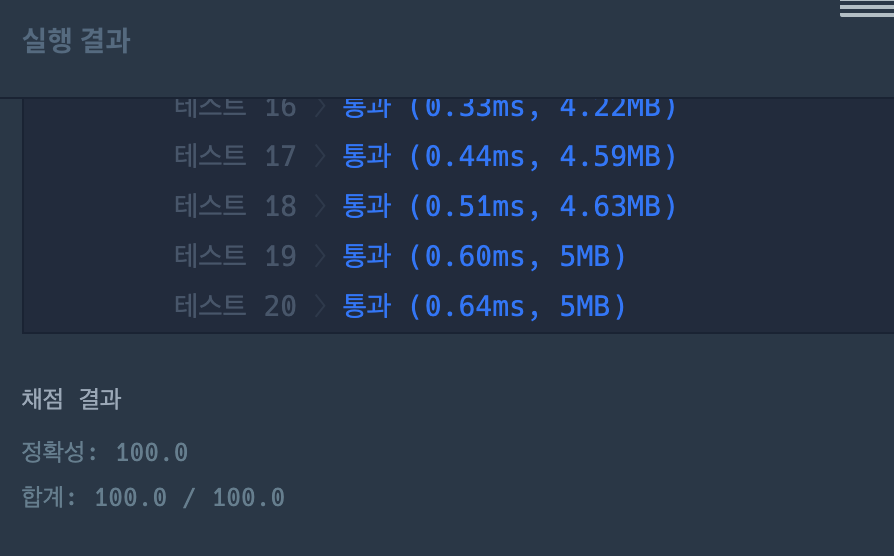 실행 결과
테스트 16 〉 통과 (0.33ms, 4.22MB)
테스트 17 〉 통과 (0.44ms, 4.59MB)
테스트 18 〉 통과 (0.51ms, 4.63MB)
테스트 19 〉 통과 (0.60ms, 5MB)
테스트 20 〉 통과 (0.64ms, 5MB)
채점 결과
정확성: 100.0
합계: 100.0 / 100.0